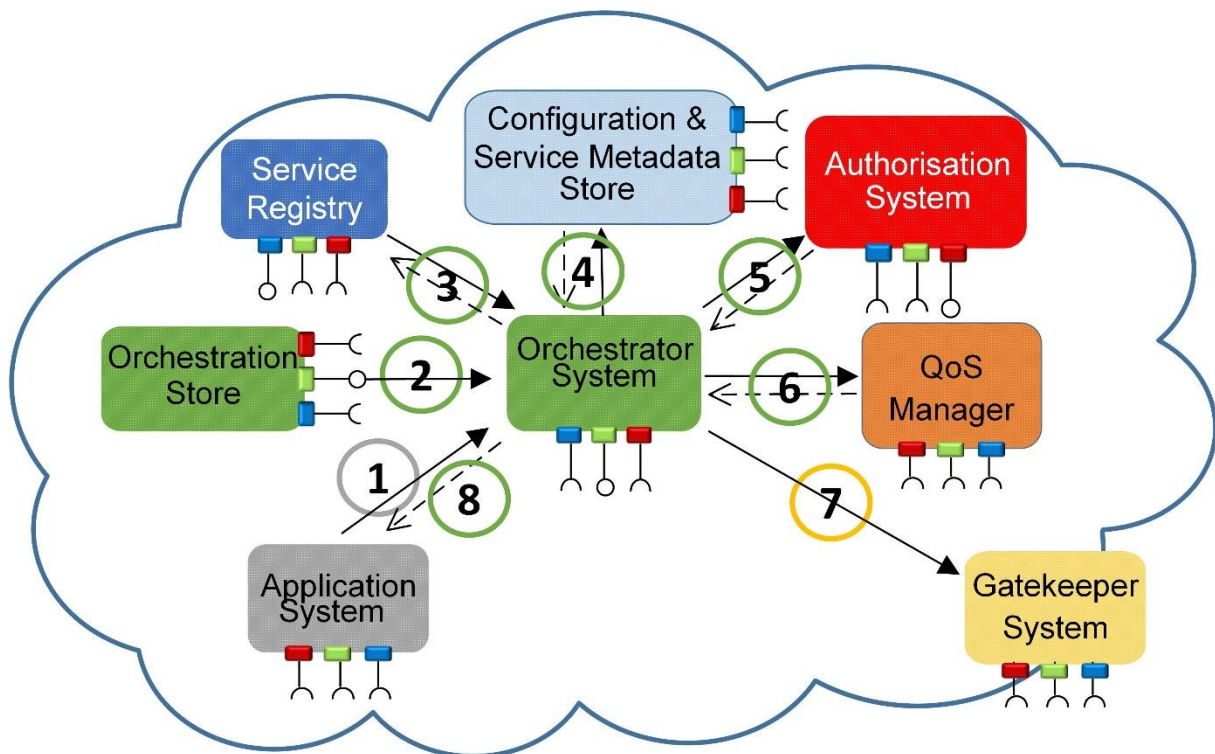 Configuration &
Service Metadata
Store
Authorisation
System
Service
Registry
3
4
5
Orchestration
Store
2
Orchestrator
System
6
QoS
Manager
1
8
7
Application
System
Gatekeeper
System